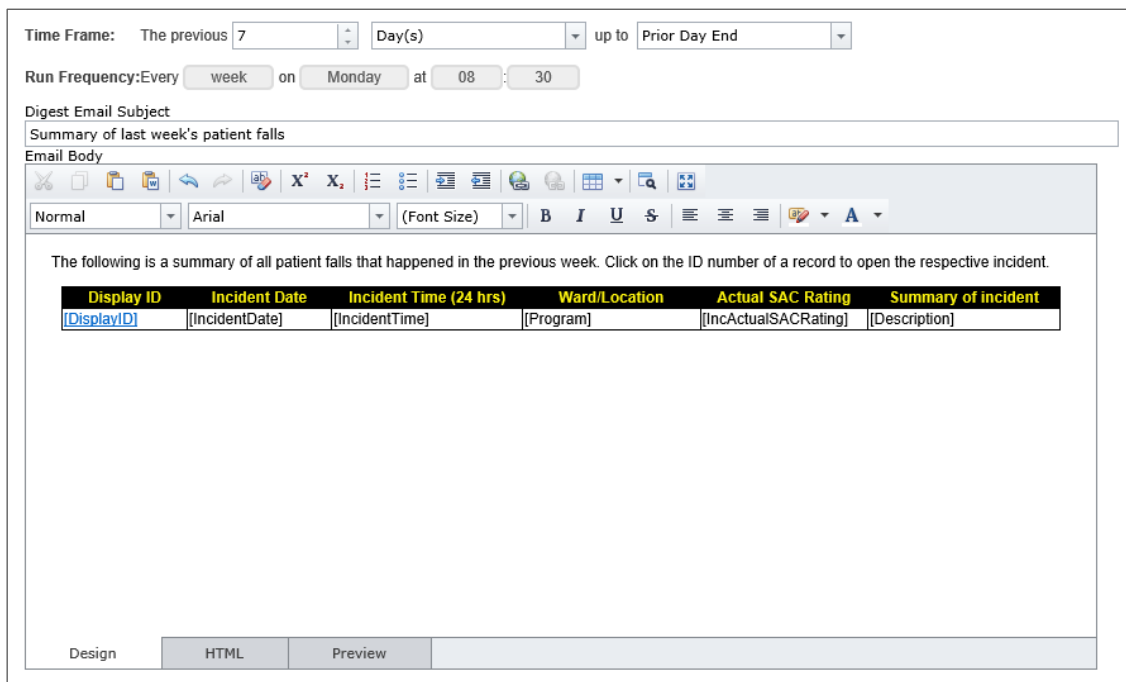 Time Frame: The previous 7 Day(s) up to Prior Day End
Run Frequency:Every week on Monday at 08 : 30
Digest Email Subject
Summary of last week's patient falls
Email Body
X² X₂
Normal Arial (Font Size) B I U S A
The following is a summary of all patient falls that happened in the previous week. Click on the ID number of a record to open the respective incident.
Display ID Incident Date Incident Time (24 hrs) Ward/Location Actual SAC Rating Summary of incident
[DisplayID] [IncidentDate] [IncidentTime] [Program] [IncActualSACRating] [Description]
Design HTML Preview